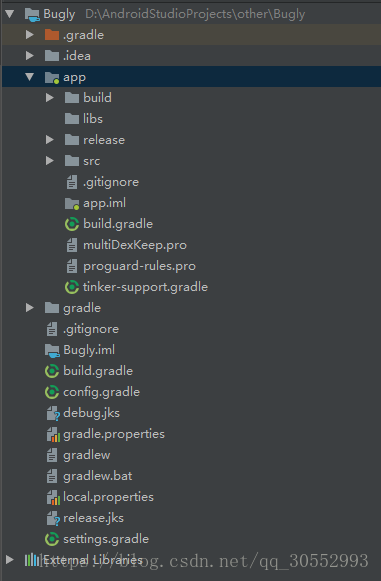 Bugly D:\AndroidStudioProjects\other\Bugly
.gradle
.idea
app
build
libs
release
src
.gitignore
app.iml
build.gradle
multiDexKeep.pro
proguard-rules.pro
tinker-support.gradle
gradle
.gitignore
Bugly.iml
build.gradle
config.gradle
debug.jks
gradle.properties
gradlew
gradlew.bat
local.properties
release.jks
settings.gradle
External Libraries
https://blog.csdn.net/qq_30552993